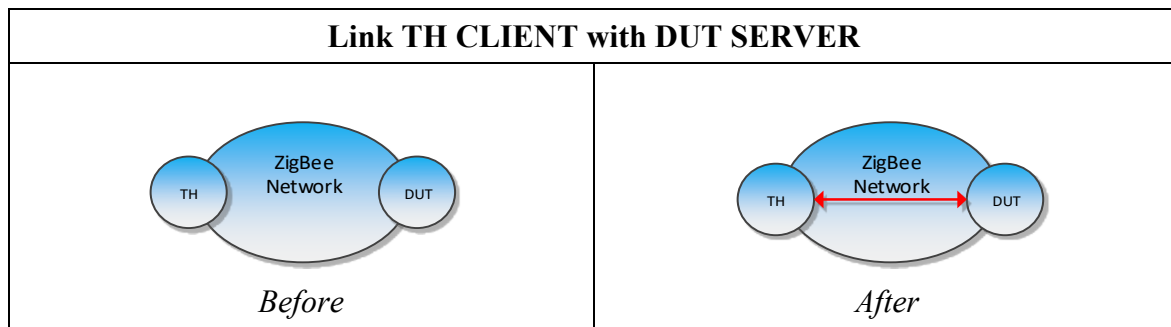 Link TH CLIENT with DUT SERVER
ZigBee
Network
TH
DUT
Before
ZigBee
Network
TH
DUT
After